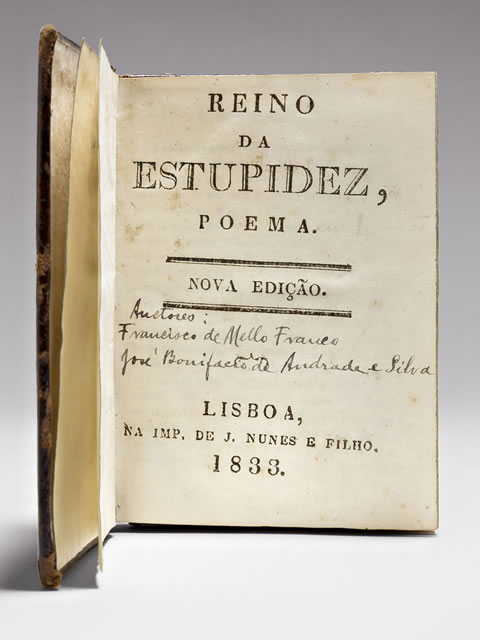 REINO
DA
ESTUPIDEZ,
POEMA.
NOVA EDIÇÃO.
Auctores:
Francisco de Mello Franco
José Bonifacio de Andrade e Silva
LISBOA,
NA IMP. DE J. NUNES E FILHO.
1833.